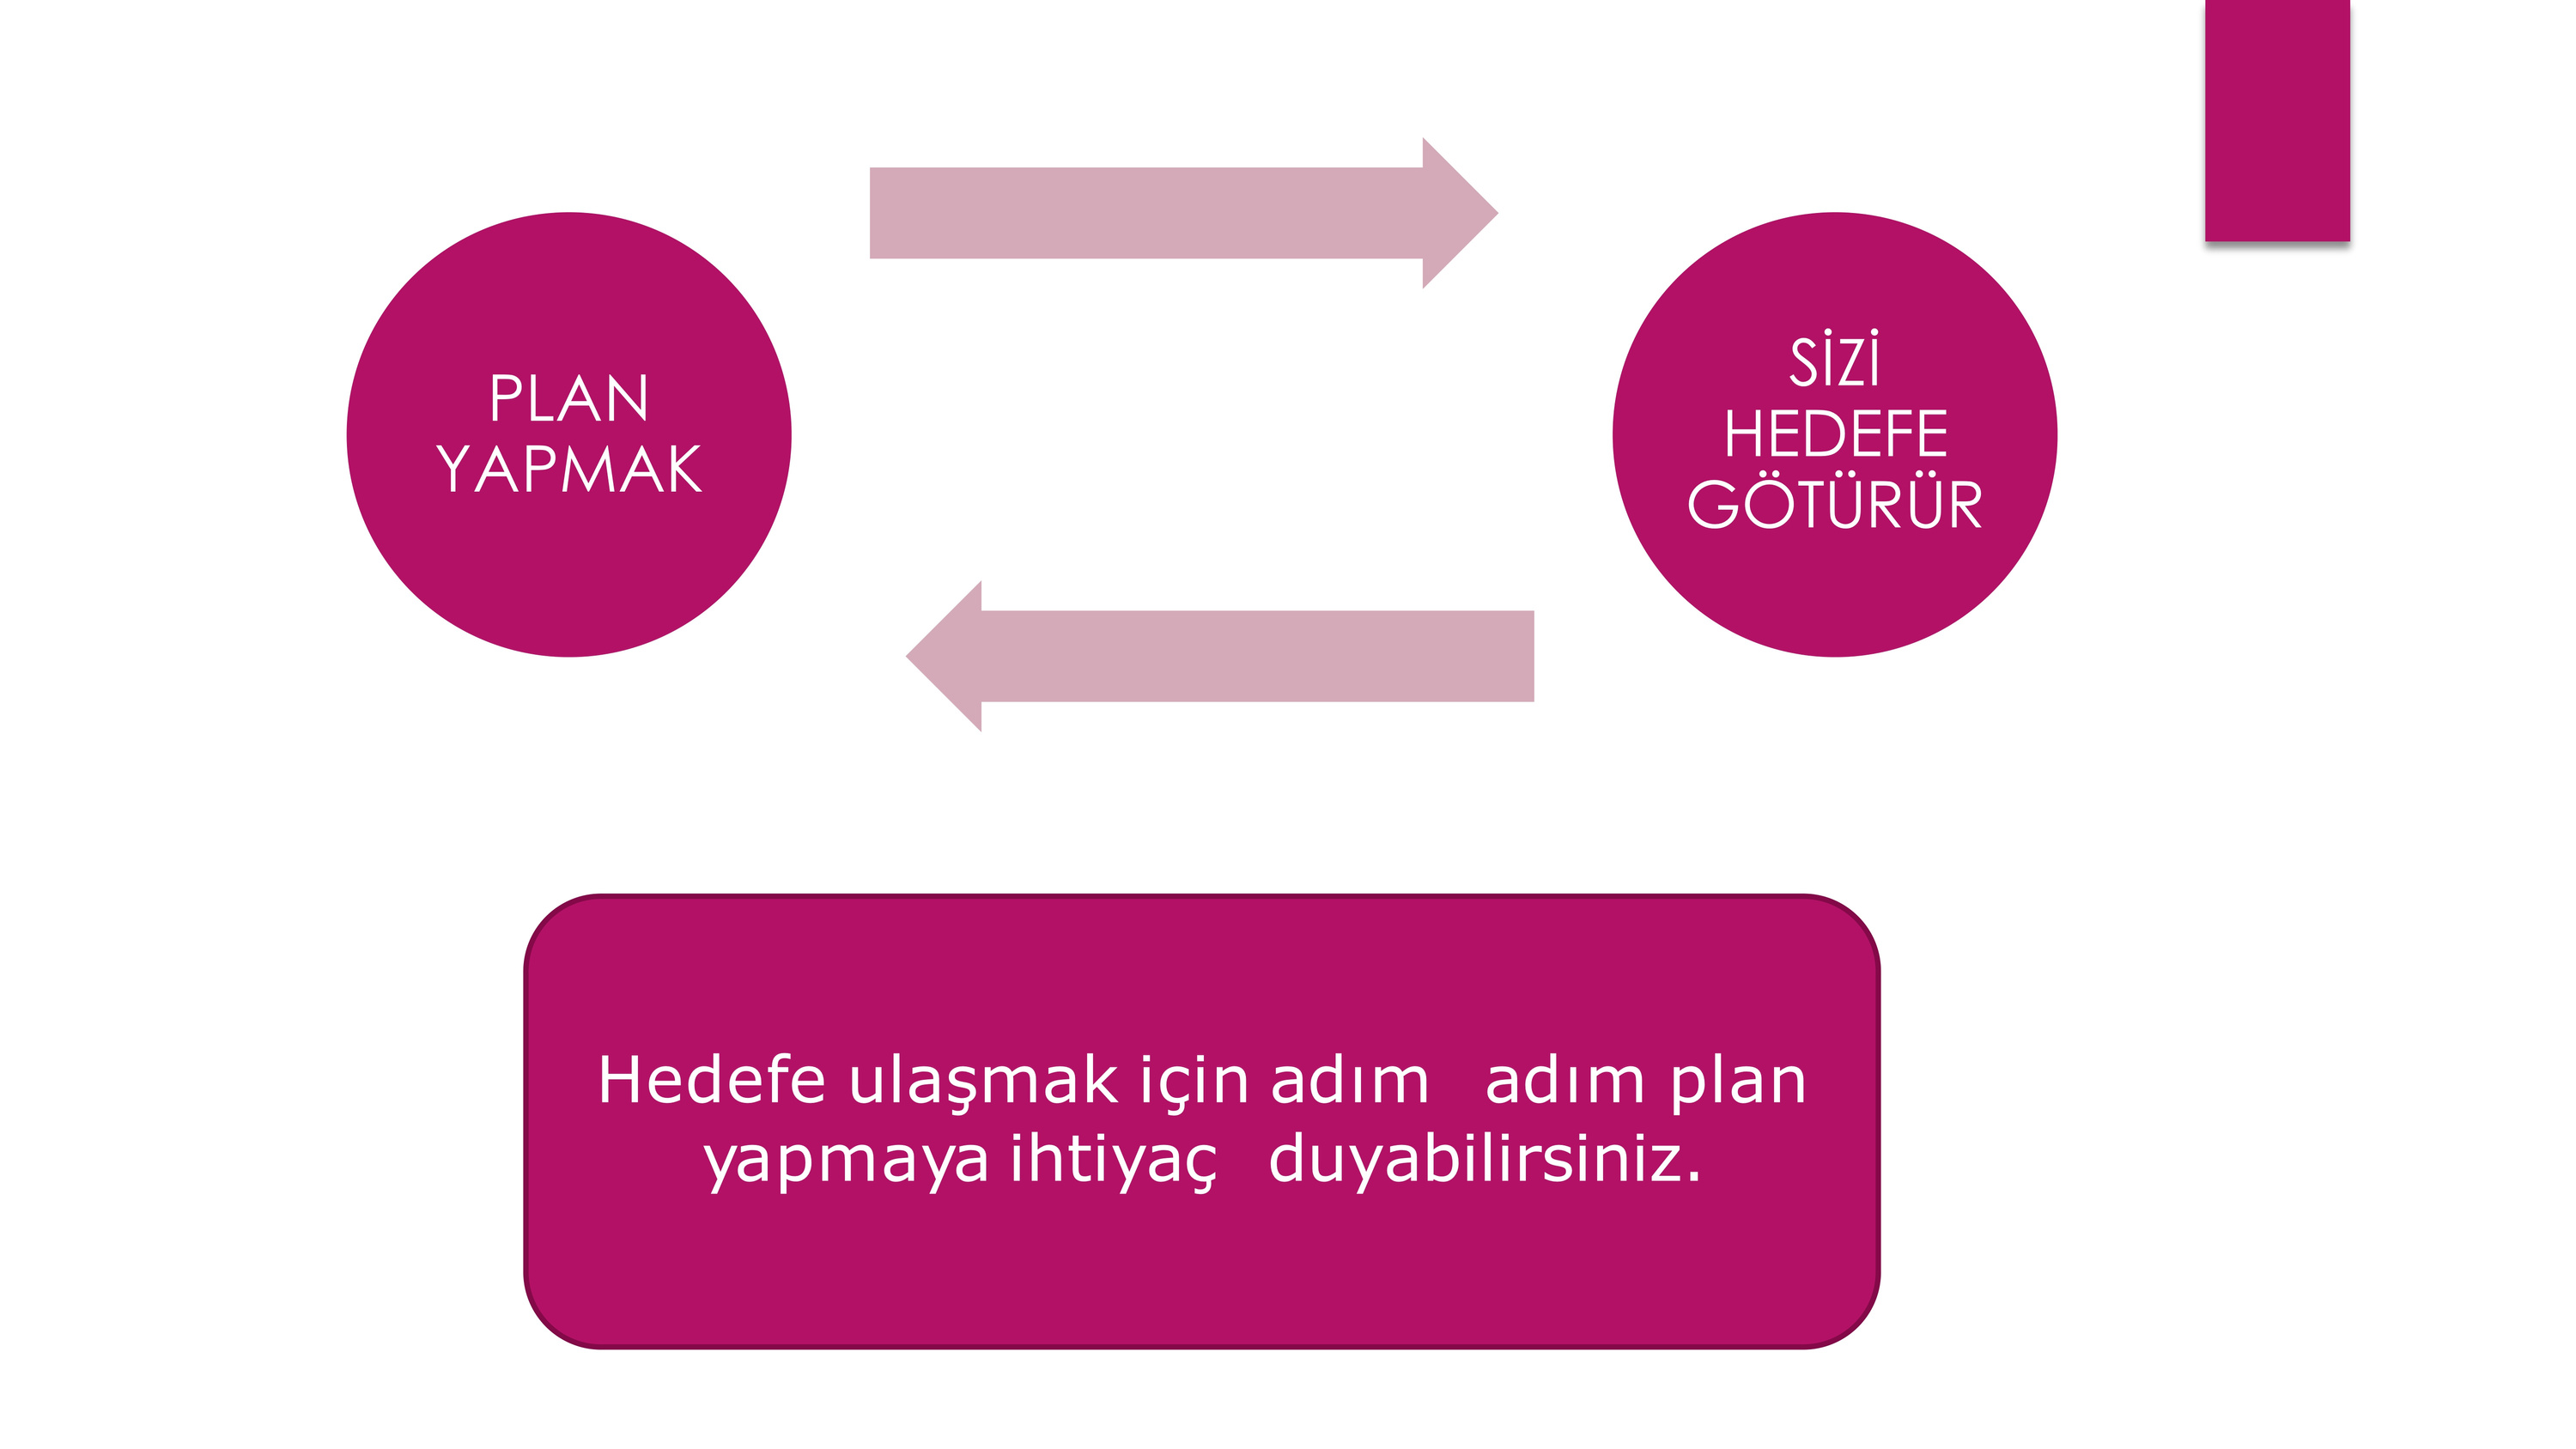 PLAN
YAPMAK
SİZİ
HEDEFE
GÖTÜRÜR
Hedefe ulaşmak için adım adım plan
yapmaya ihtiyaç duyabilirsiniz.